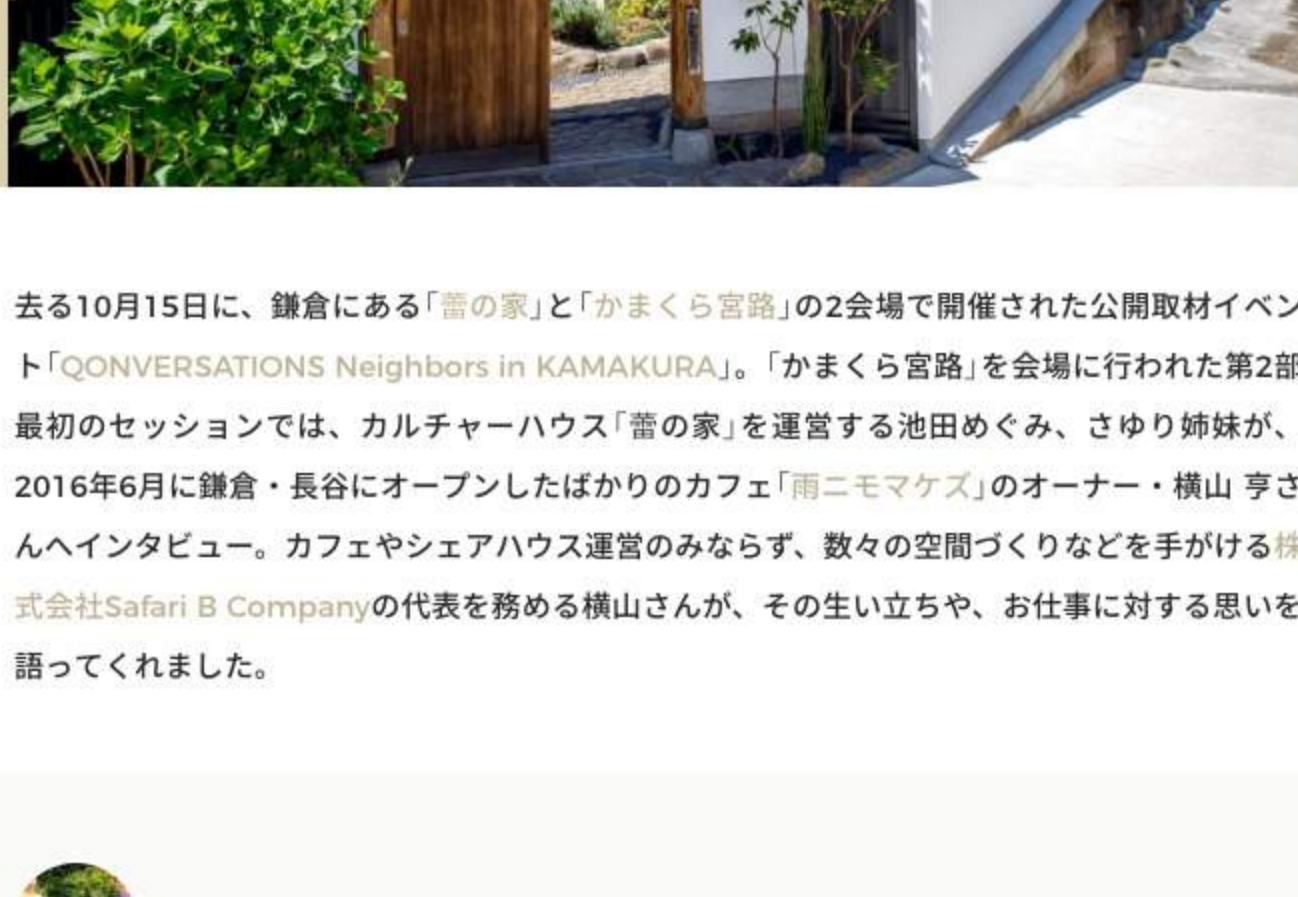 去る10月15日に、鎌倉にある「蕾の家」と「かまくら宮路」の2会場で開催された公開取材イベン
ト「QONVERSATIONS Neighbors in KAMAKURA」。「かまくら宮路」を会場に行われた第2部
最初のセッションでは、カルチャーハウス「蕾の家」を運営する池田めぐみ、さゆり姉妹が、
2016年6月に鎌倉・長谷にオープンしたばかりのカフェ「雨ニモマケズ」のオーナー・横山 亨さ
んへインタビュー。カフェやシェアハウス運営のみならず、数々の空間づくりなどを手がける株
式会社Safari B Companyの代表を務める横山さんが、その生い立ちや、お仕事に対する思いを
語ってくれました。